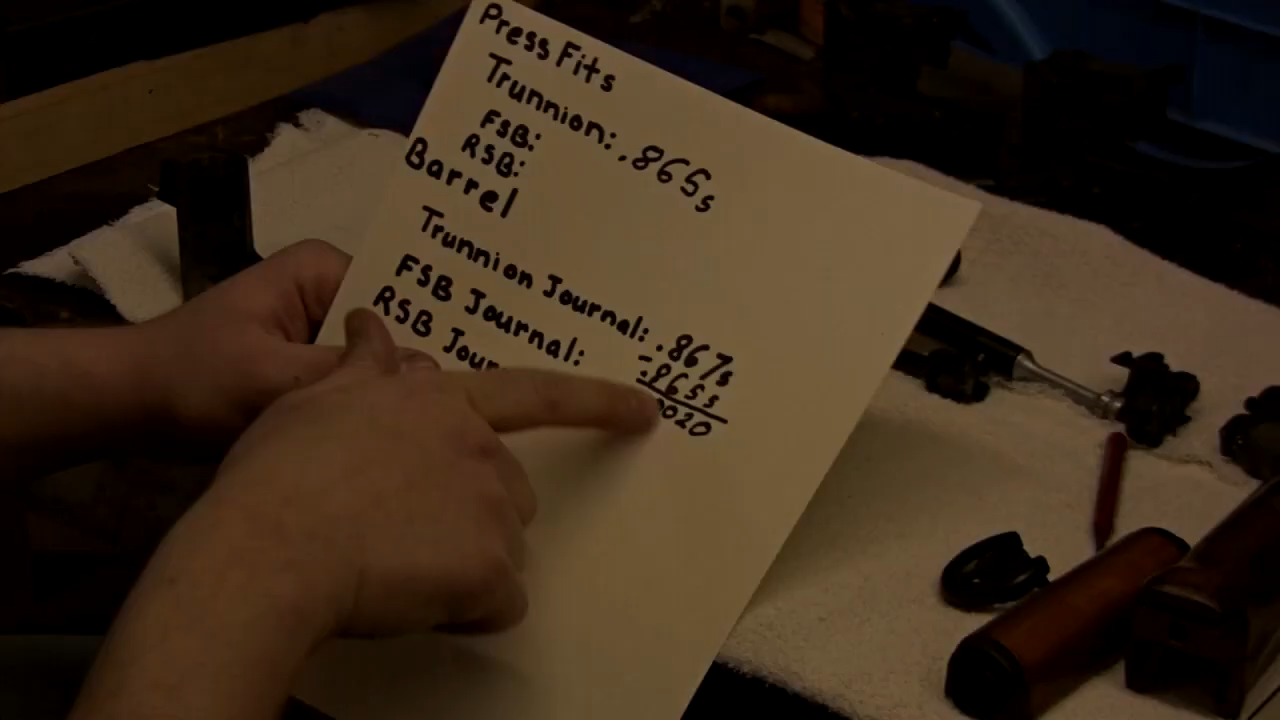 Press Fits
Trunnion: .865s
FSB:
RSB:
Barrel
Trunnion Journal: .867s
FSB Journal: -.865s
RSB Jour
0020